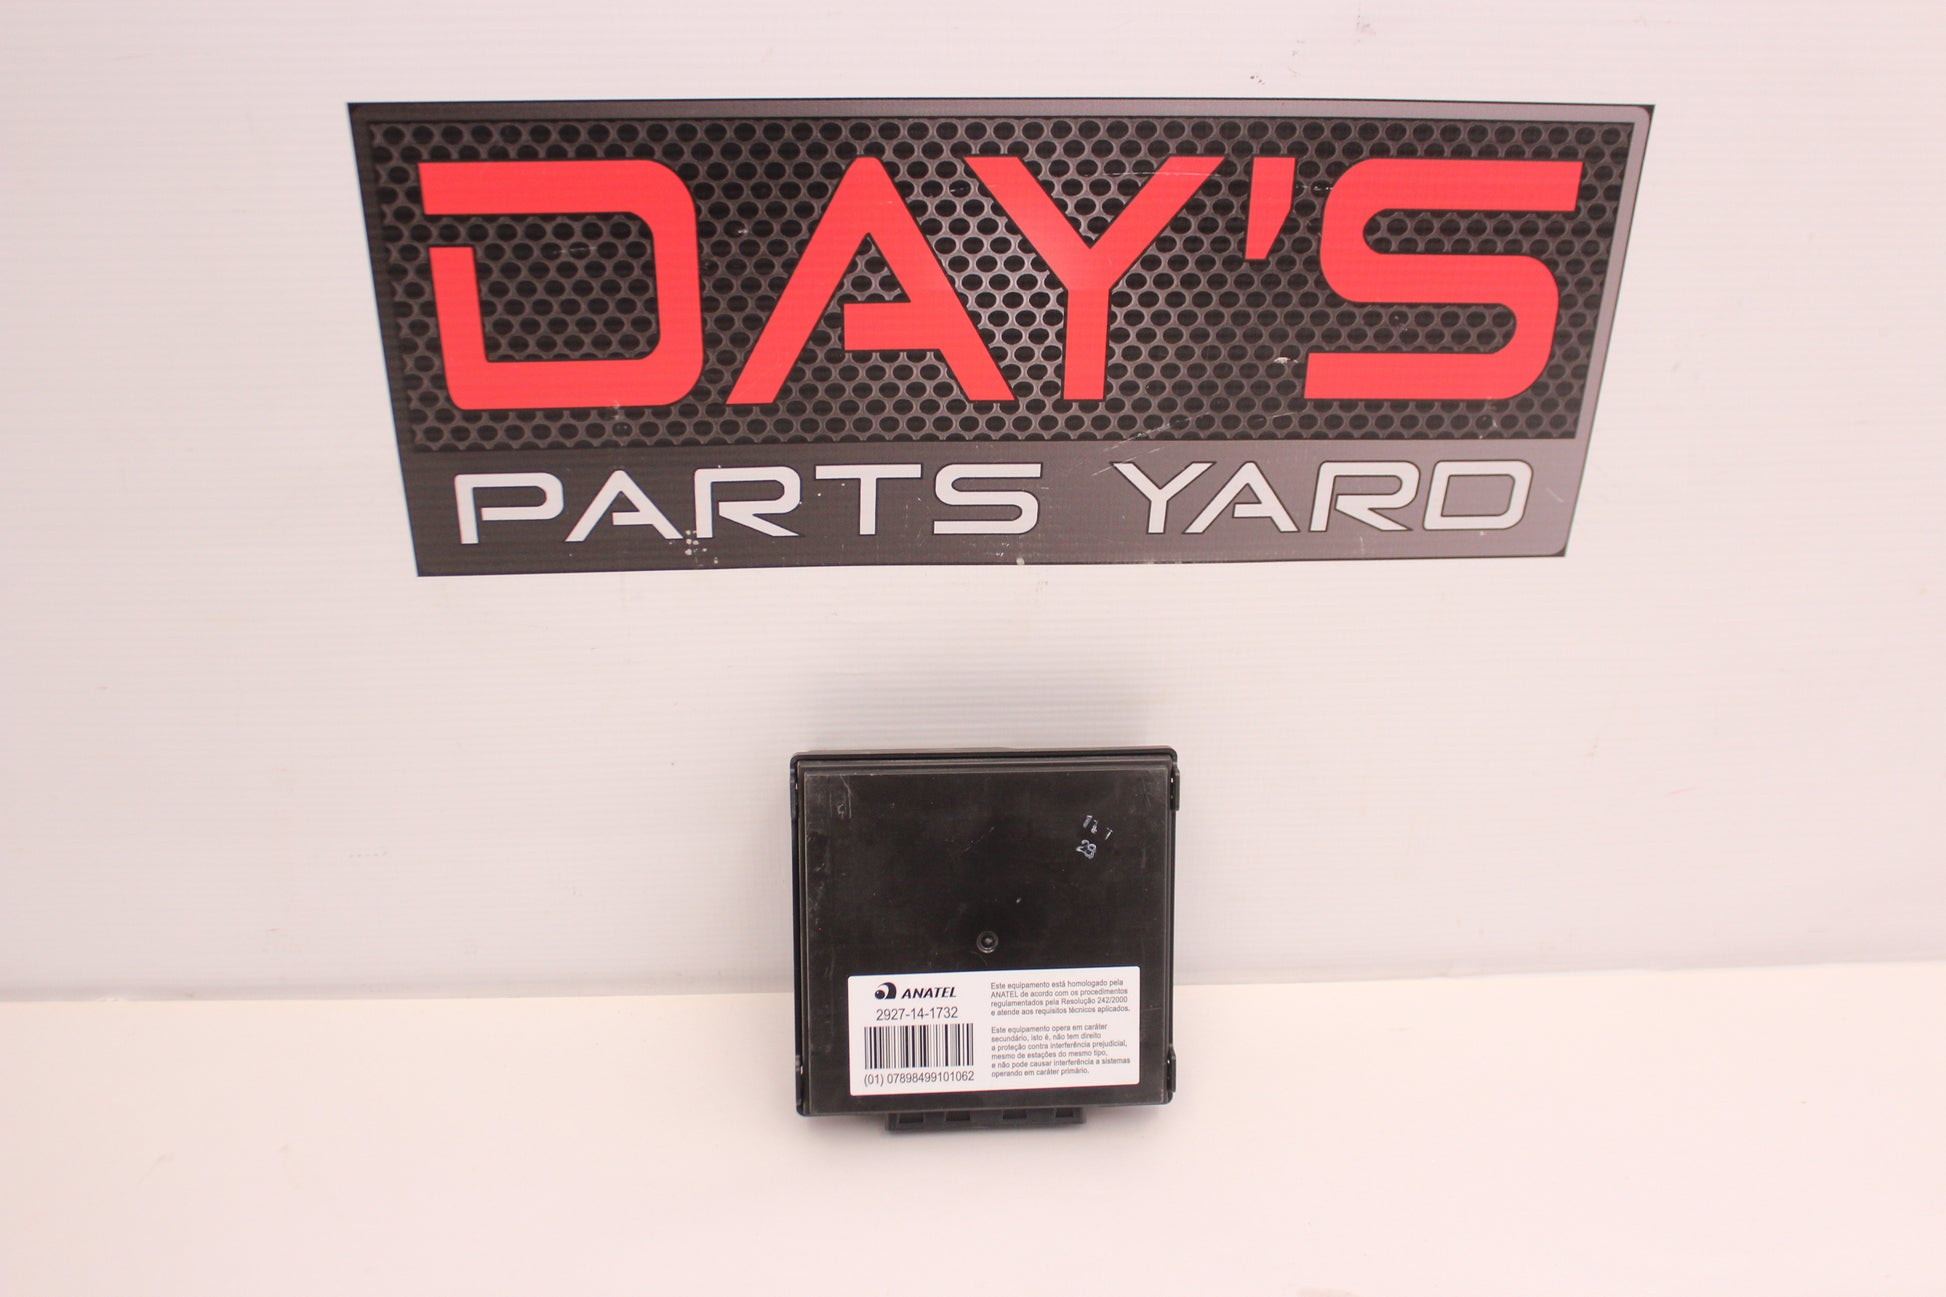 DAY'S
PARTS YARD
29
ANATEL
2927-14-1732
(01) 07898499101062
Este equipamento está homologado pela
ANATEL de acordo com os procedimentos
regulamentados pela Resolução 242/2000
e atende aos requisitos técnicos aplicados.
Este equipamento opera em caráter
secundário, isto é, não tem direito
a proteção contra interferência prejudicial,
mesmo de estações do mesmo tipo,
e não pode causar interferência a sistemas
operando em caráter primário.